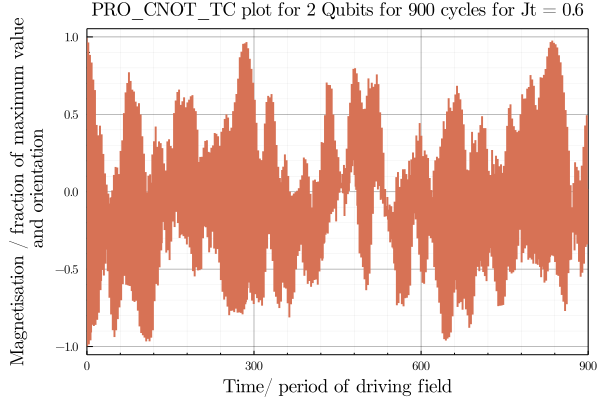 PRO_CNOT_TC plot for 2 Qubits for 900 cycles for Jt = 0.6
Magnetisation / fraction of maximum value
and orientation
1.0
0.5
0.0
−0.5
−1.0
0
300
600
900
Time/ period of driving field